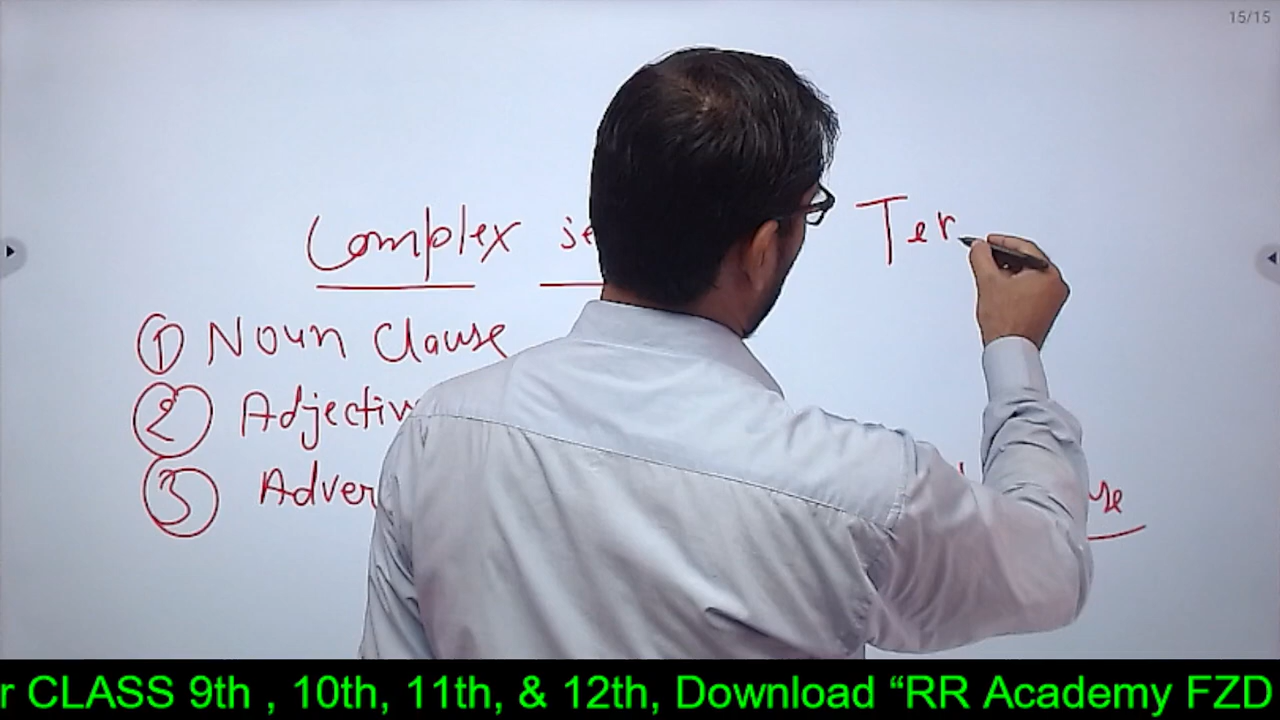 15/15
Complex se Ter
① Noun Clause
② Adjectiv
③ Adver se
r CLASS 9th , 10th, 11th, & 12th, Download “RR Academy FZD